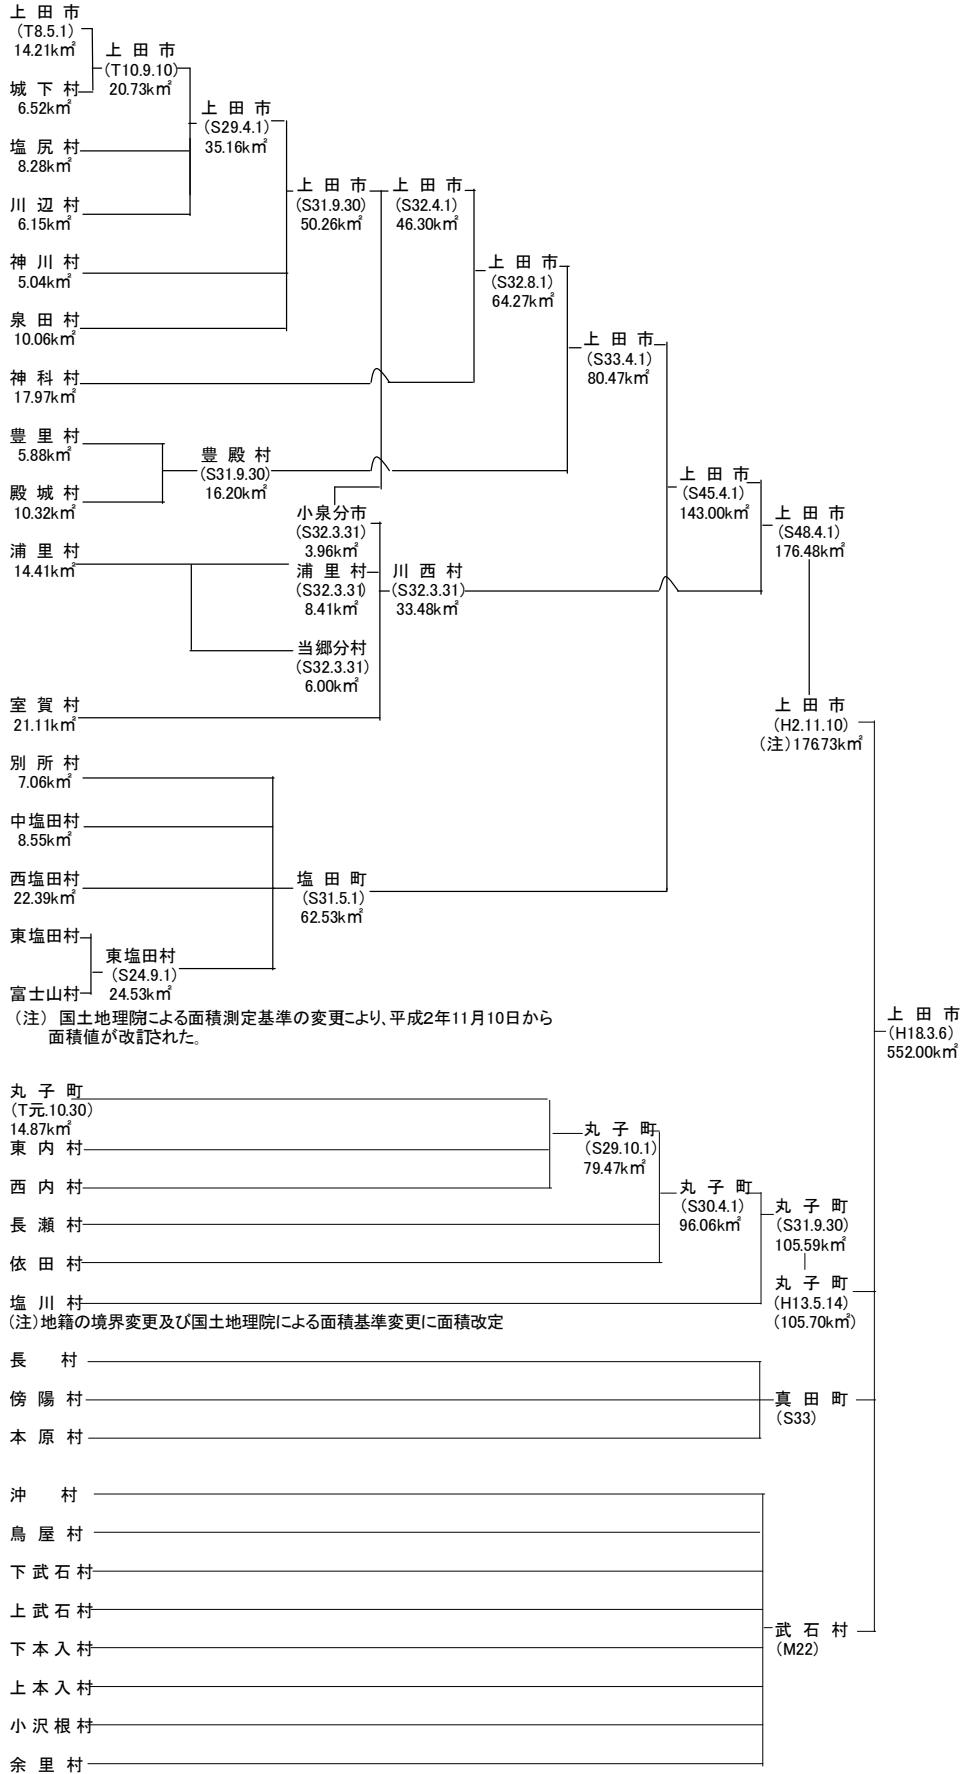 上田市
(T8.5.1)
14.21k㎡
上田市
(T10.9.10)
20.73k㎡
城下村
6.52k㎡
上田市
(S29.4.1)
35.16k㎡
塩尻村
8.28k㎡
川辺村
6.15k㎡
上田市
(S31.9.30)
50.26k㎡
上田市
(S32.4.1)
46.30k㎡
神川村
5.04k㎡
上田市
(S32.8.1)
64.27k㎡
泉田村
10.06k㎡
上田市
(S33.4.1)
80.47k㎡
神科村
17.97k㎡
豊里村
5.88k㎡
豊殿村
(S31.9.30)
16.20k㎡
殿城村
10.32k㎡
上田市
(S45.4.1)
143.00k㎡
上田市
(S48.4.1)
176.48k㎡
小泉分市
(S32.3.31)
3.96k㎡
浦里村
14.41k㎡
浦里村
(S32.3.31)
8.41k㎡
川西村
(S32.3.31)
33.48k㎡
当郷分村
(S32.3.31)
6.00k㎡
室賀村
21.11k㎡
上田市
(H2.11.10)
(注)176.73k㎡
別所村
7.06k㎡
中塩田村
8.55k㎡
西塩田村
22.39k㎡
塩田町
(S31.5.1)
62.53k㎡
東塩田村
東塩田村
(S24.9.1)
24.53k㎡
富士山村
(注) 国土地理院による面積測定基準の変更により、平成2年11月10日から
面積値が改訂された。
上田市
(H18.3.6)
552.00k㎡
丸子町
(T元.10.30)
14.87k㎡
丸子町
(S29.10.1)
79.47k㎡
東内村
西内村
丸子町
(S30.4.1)
96.06k㎡
丸子町
(S31.9.30)
105.59k㎡
長瀬村
依田村
丸子町
(H13.5.14)
(105.70k㎡)
塩川村
(注)地籍の境界変更及び国土地理院による面積基準変更に面積改定
長村
傍陽村
真田町
(S33)
本原村
沖村
鳥屋村
下武石村
上武石村
武石村
(M22)
下本入村
上本入村
小沢根村
余里村